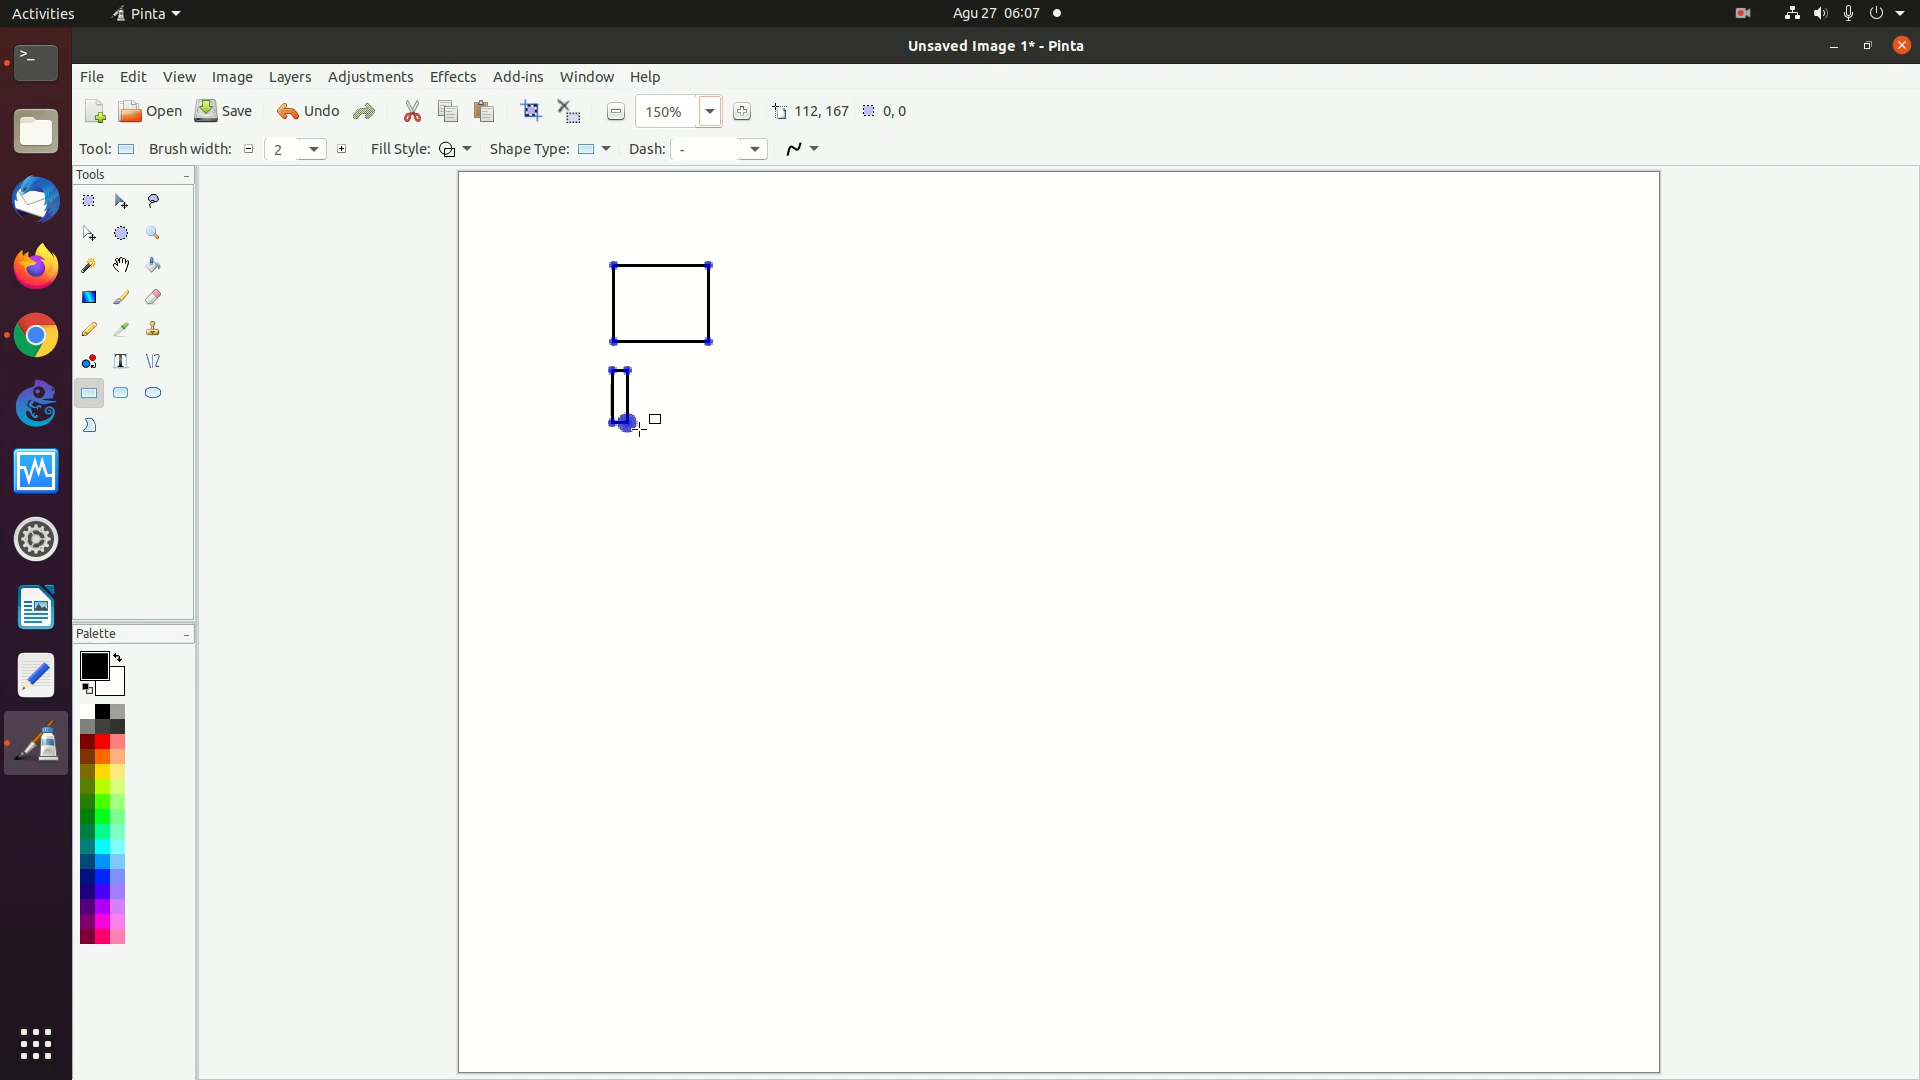 Activities Pinta Agu 27 06:07
Unsaved Image 1* - Pinta
File Edit View Image Layers Adjustments Effects Add-ins Window Help
Open Save Undo 150% 112, 167 0, 0
Tool: Brush width: 2 Fill Style: Shape Type: Dash: -
Tools
Palette